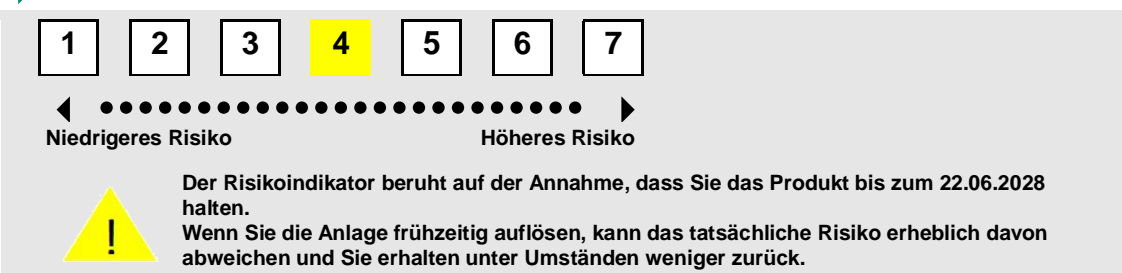 1 2 3 4 5 6 7
Niedrigeres Risiko Höheres Risiko
Der Risikoindikator beruht auf der Annahme, dass Sie das Produkt bis zum 22.06.2028
halten.
!
Wenn Sie die Anlage frühzeitig auflösen, kann das tatsächliche Risiko erheblich davon
abweichen und Sie erhalten unter Umständen weniger zurück.